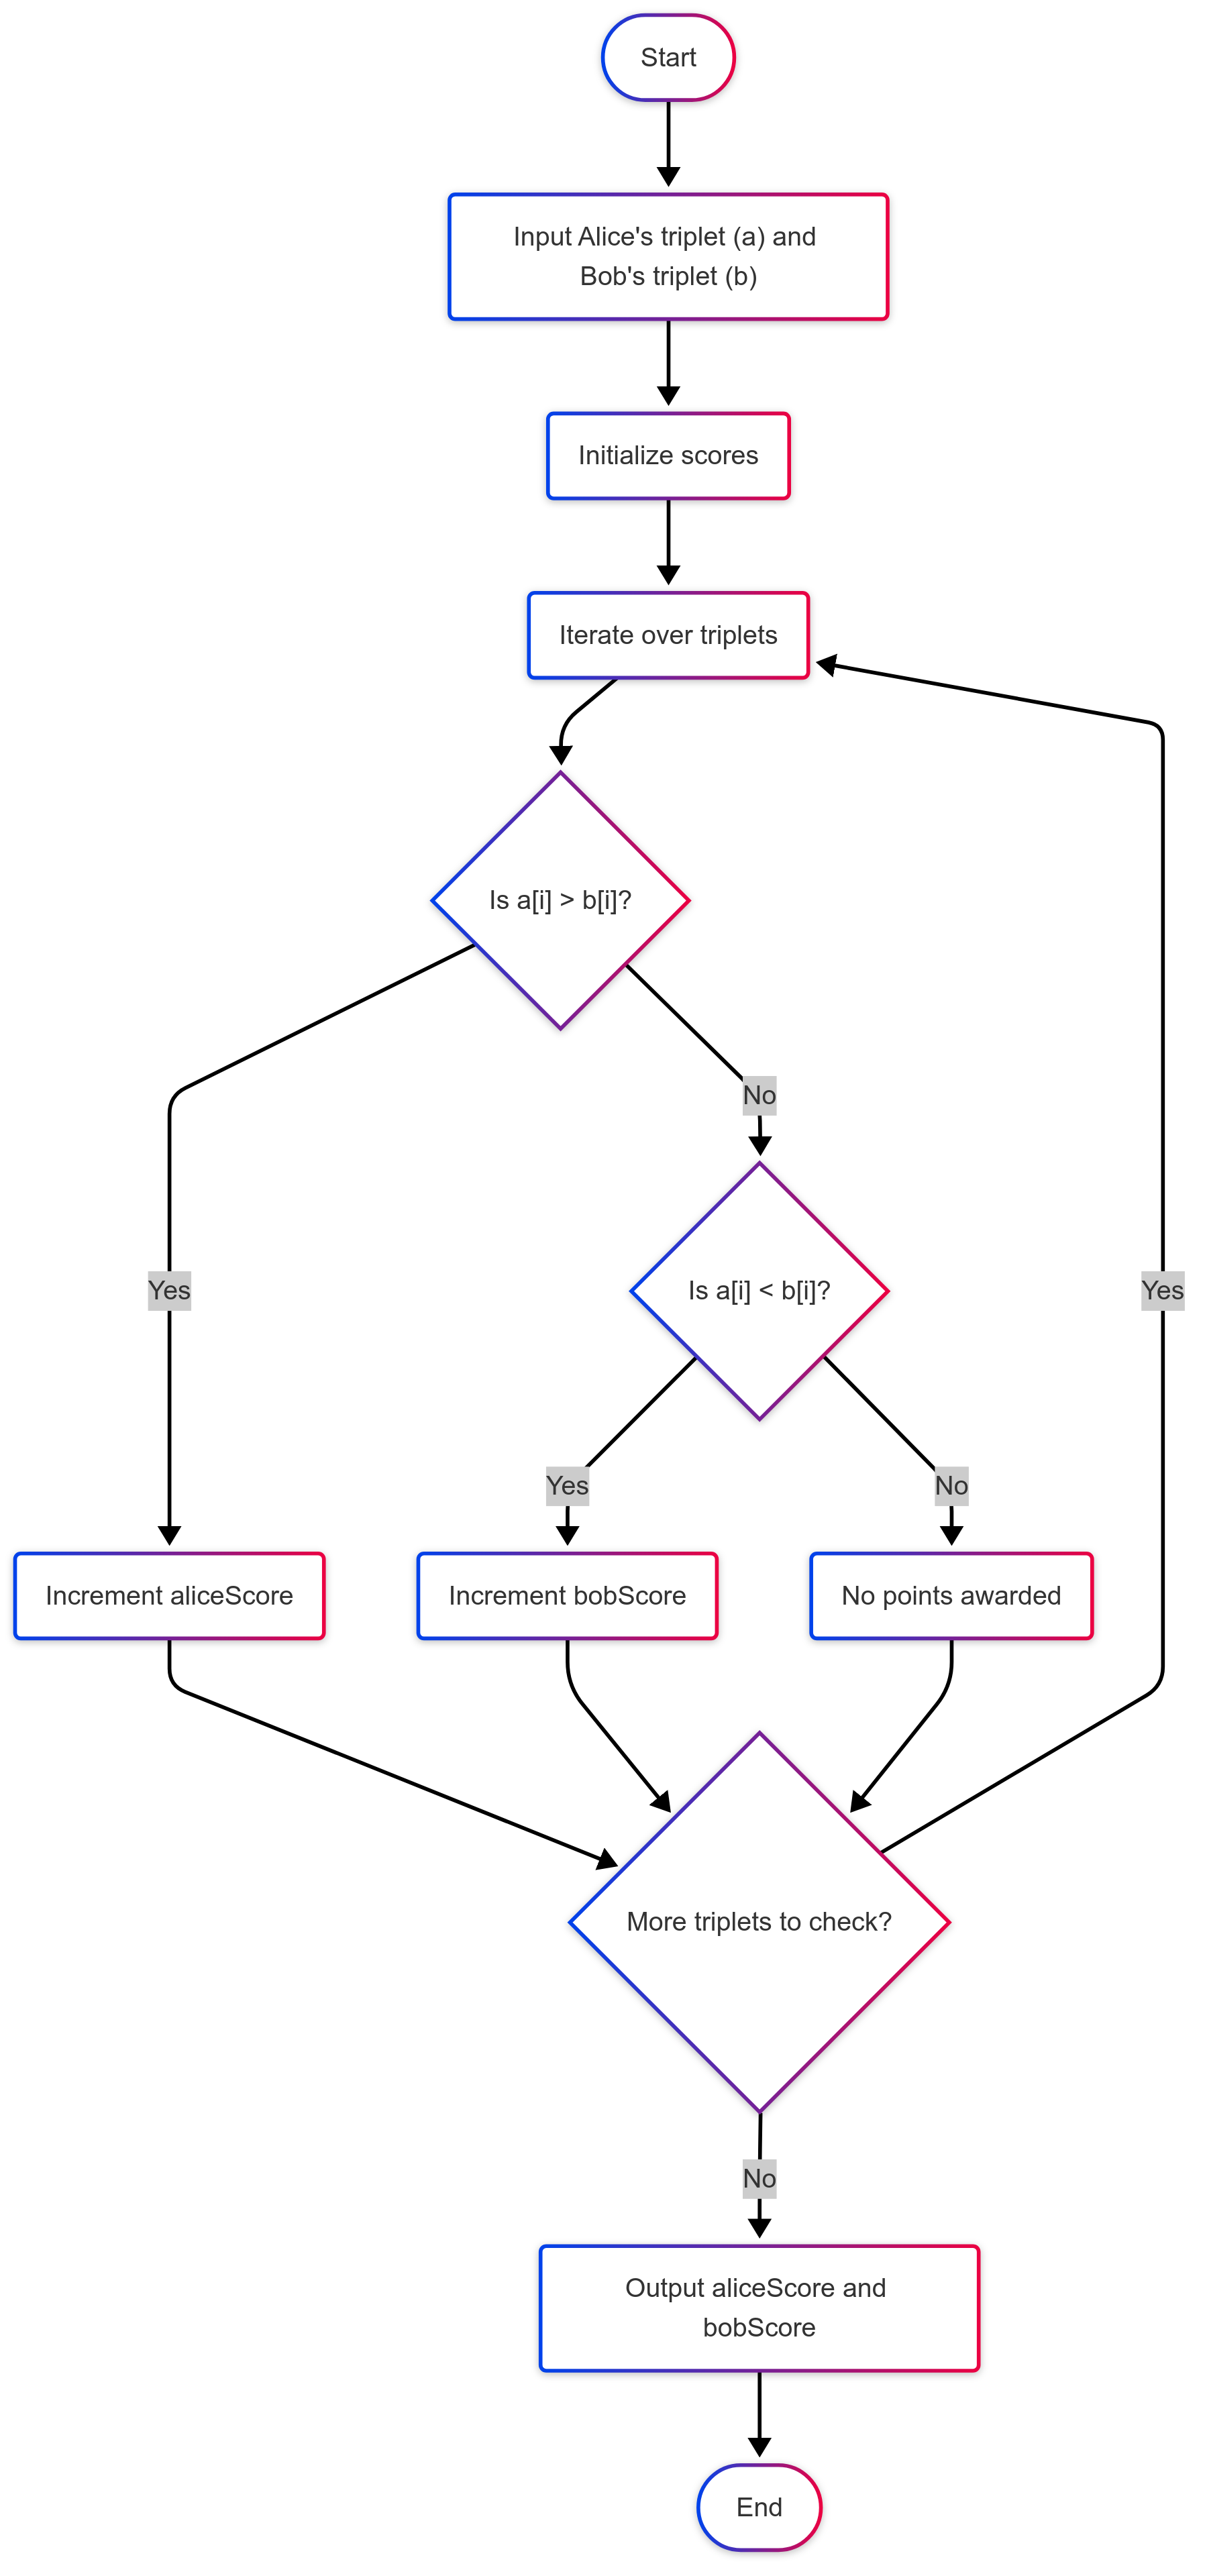 Start
Input Alice's triplet (a) and
Bob's triplet (b)
Initialize scores
Iterate over triplets
Is a[i] > b[i]?
No
Is a[i] < b[i]?
Yes
Yes
Yes
No
Increment aliceScore
Increment bobScore
No points awarded
More triplets to check?
No
Output aliceScore and
bobScore
End